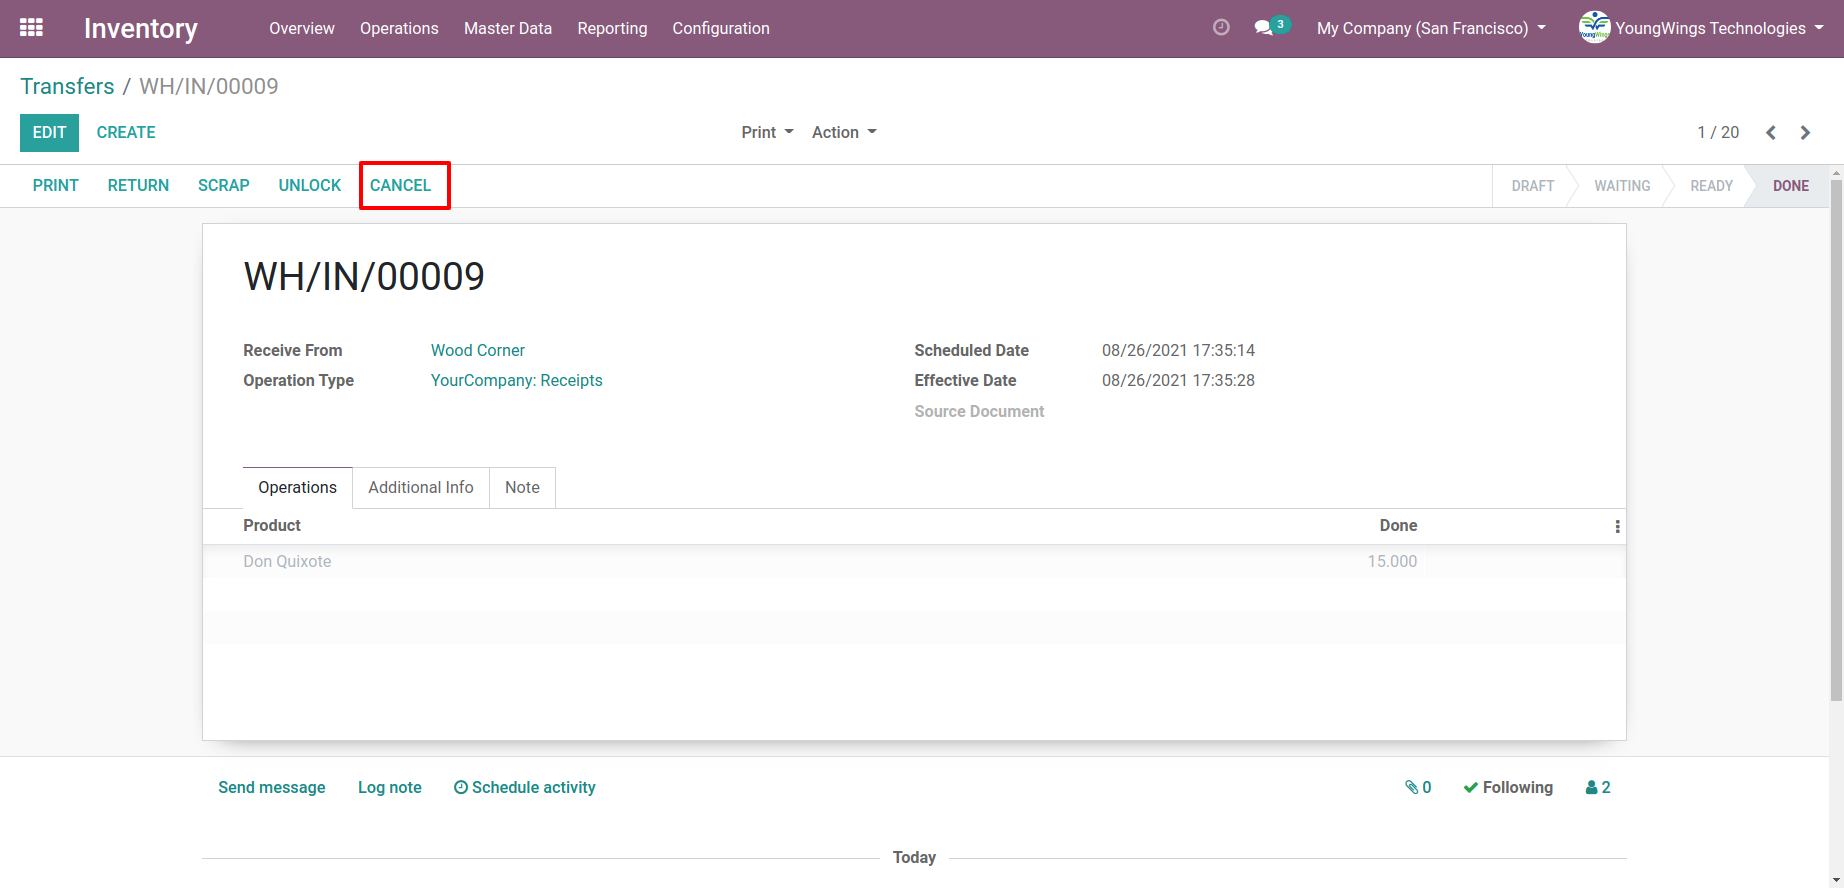 Inventory Overview Operations Master Data Reporting Configuration 3 My Company (San Francisco) YoungWings YoungWings Technologies
Transfers / WH/IN/00009
EDIT CREATE Print Action 1 / 20
PRINT RETURN SCRAP UNLOCK CANCEL DRAFT WAITING READY DONE
WH/IN/00009
Receive From Wood Corner Scheduled Date 08/26/2021 17:35:14
Operation Type YourCompany: Receipts Effective Date 08/26/2021 17:35:28
Source Document
Operations Additional Info Note
Product Done
Don Quixote 15.000
Send message Log note Schedule activity 0 Following 2
Today